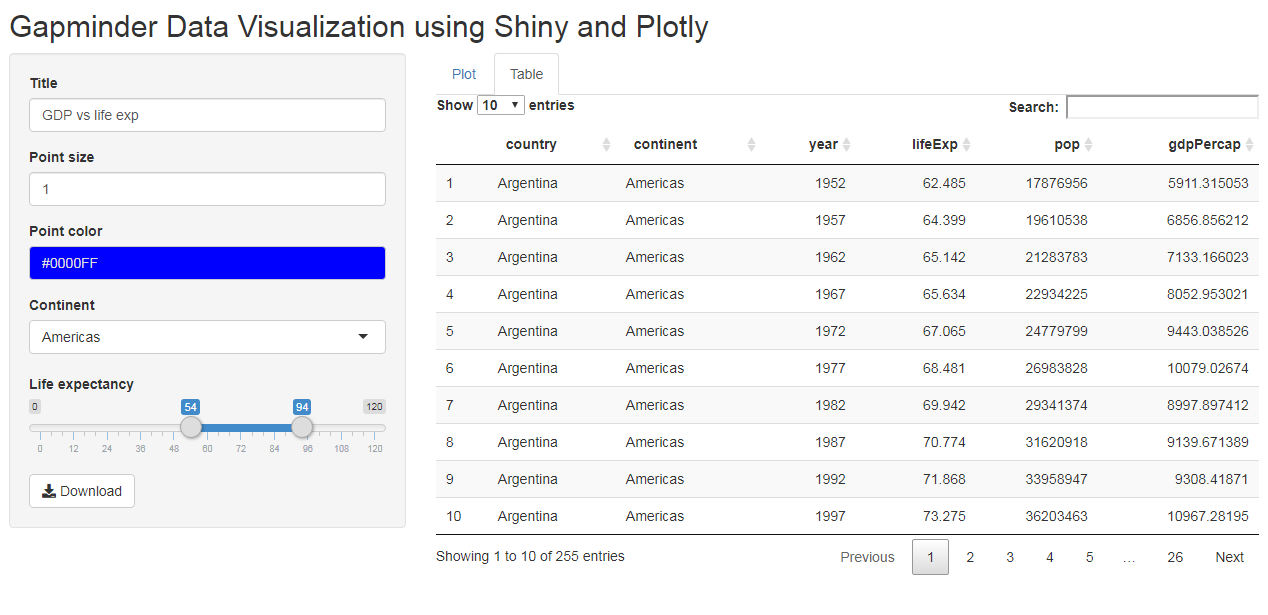 Gapminder Data Visualization using Shiny and Plotly
Title
GDP vs life exp
Point size
1
Point color
#0000FF
Continent
Americas
Life expectancy
0 54 94 120
0 12 24 36 48 60 72 84 96 108 120
Download
Plot Table
Show 10 entries Search:
country continent year lifeExp pop gdpPercap
1 Argentina Americas 1952 62.485 17876956 5911.315053
2 Argentina Americas 1957 64.399 19610538 6856.856212
3 Argentina Americas 1962 65.142 21283783 7133.166023
4 Argentina Americas 1967 65.634 22934225 8052.953021
5 Argentina Americas 1972 67.065 24779799 9443.038526
6 Argentina Americas 1977 68.481 26983828 10079.02674
7 Argentina Americas 1982 69.942 29341374 8997.897412
8 Argentina Americas 1987 70.774 31620918 9139.671389
9 Argentina Americas 1992 71.868 33958947 9308.41871
10 Argentina Americas 1997 73.275 36203463 10967.28195
Showing 1 to 10 of 255 entries Previous 1 2 3 4 5 … 26 Next